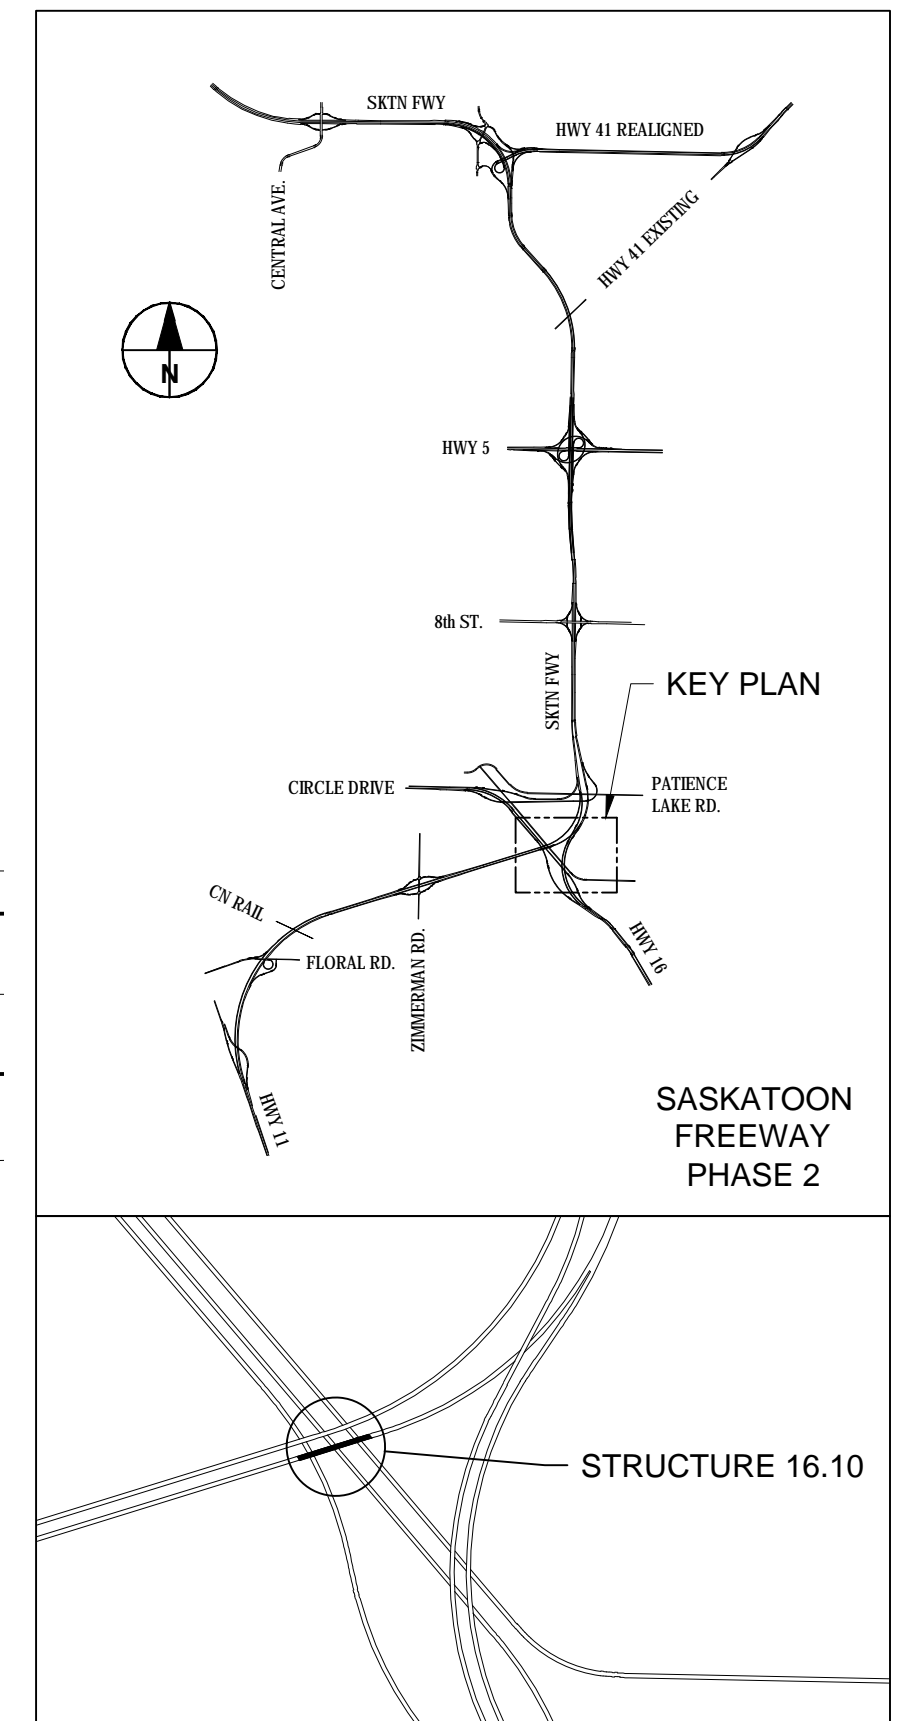 SKTN FWY
HWY 41 REALIGNED
CENTRAL AVE.
HWY 41 EXISTING
N
HWY 5
8th ST.
SKTN FWY
KEY PLAN
CIRCLE DRIVE
PATIENCE
LAKE RD.
CN RAIL
FLORAL RD.
ZIMMERMAN RD.
HWY 16
HWY 11
SASKATOON
FREEWAY
PHASE 2
STRUCTURE 16.10